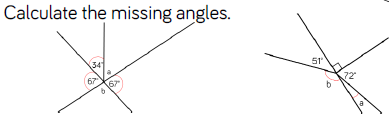 Calculate the missing angles.
34°
a
67° 67°
b
51°
72°
b
a